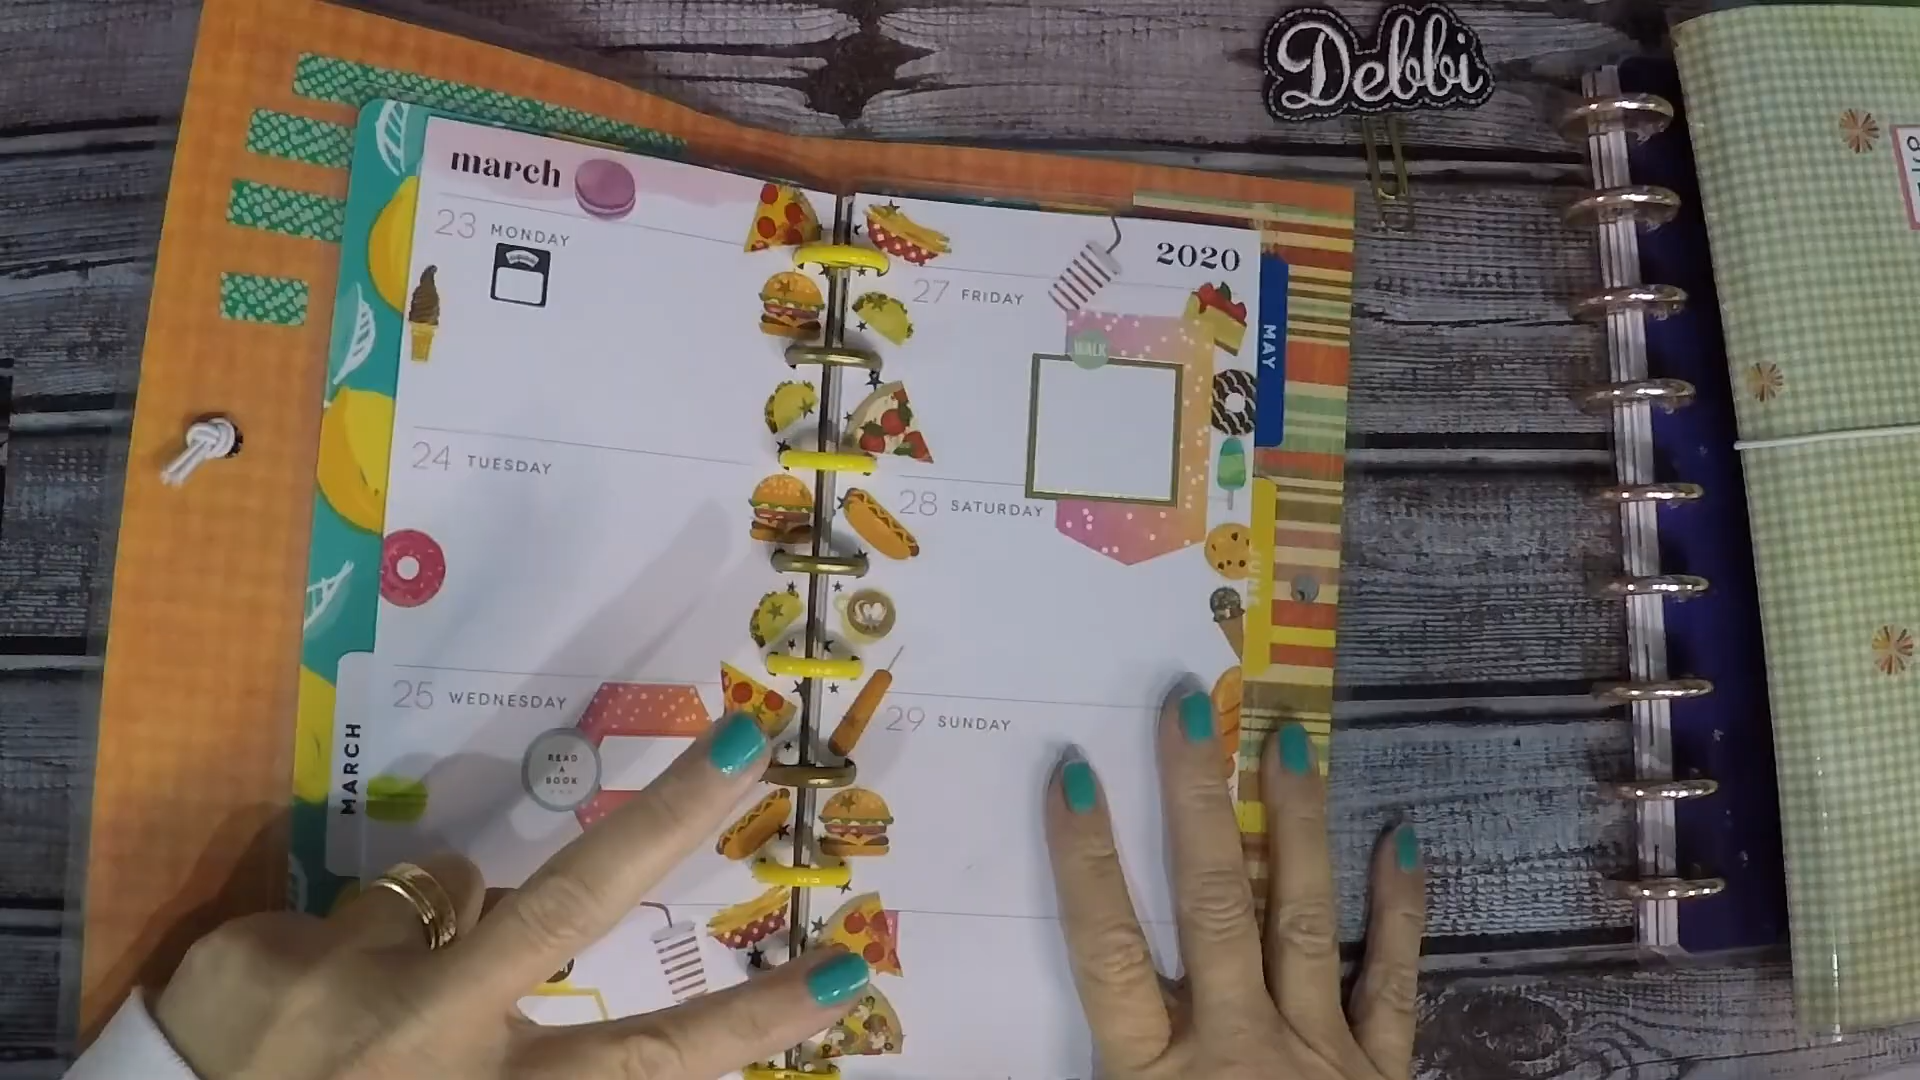 Debbi
march
23 MONDAY
24 TUESDAY
25 WEDNESDAY
READ
A
BOOK
MARCH
2020
27 FRIDAY
WALK
28 SATURDAY
29 SUNDAY
MAY
JUNE